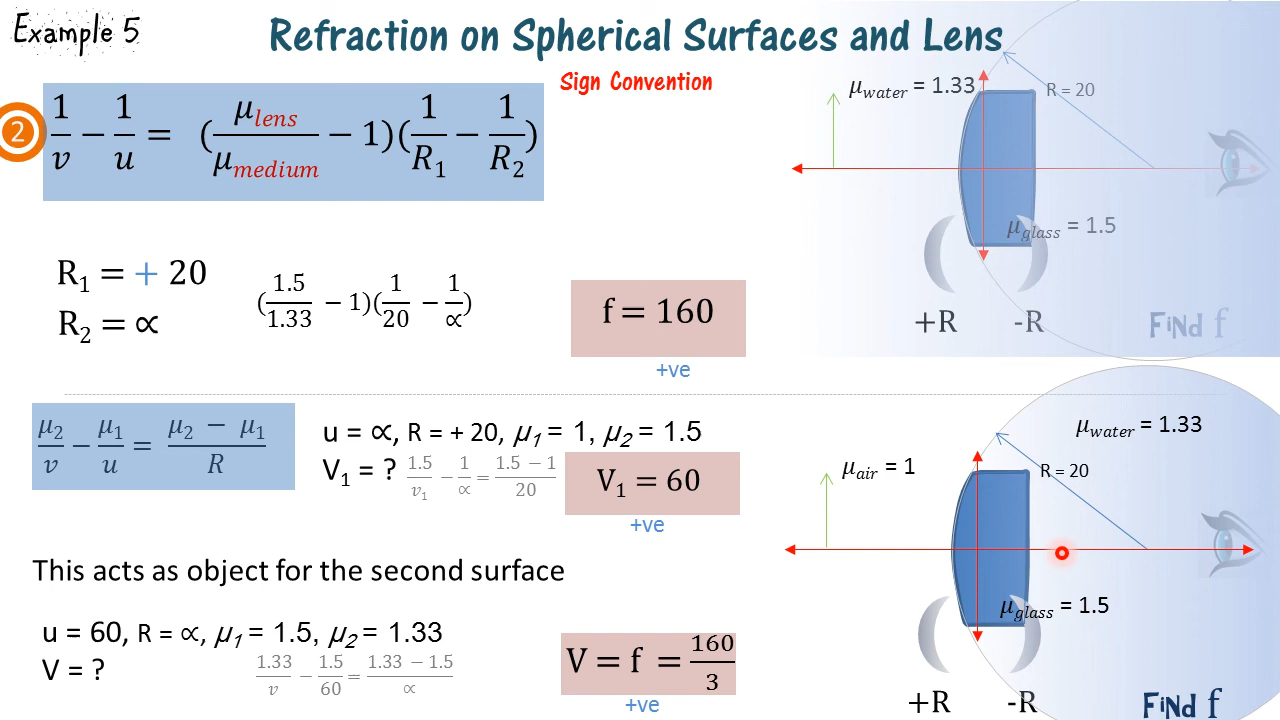 Example 5
Refraction on Spherical Surfaces and Lens
Sign Convention
2
1/v − 1/u = (μ_lens/μ_medium − 1)(1/R₁ − 1/R₂)
μ_water = 1.33
R = 20
μ_glass = 1.5
( )
+R -R
FiND f
R₁ = + 20
R₂ = ∝
(1.5/1.33 − 1)(1/20 − 1/∝)
f = 160
+ve
μ₂/v − μ₁/u = (μ₂ − μ₁)/R
u = ∝, R = + 20, μ₁ = 1, μ₂ = 1.5
V₁ = ? 1.5/v₁ − 1/∝ = (1.5 − 1)/20
V₁ = 60
+ve
This acts as object for the second surface
u = 60, R = ∝, μ₁ = 1.5, μ₂ = 1.33
V = ? 1.33/v − 1.5/60 = (1.33 − 1.5)/∝
V = f = 160/3
+ve
μ_water = 1.33
μ_air = 1
R = 20
μ_glass = 1.5
( )
+R -R
FiND f